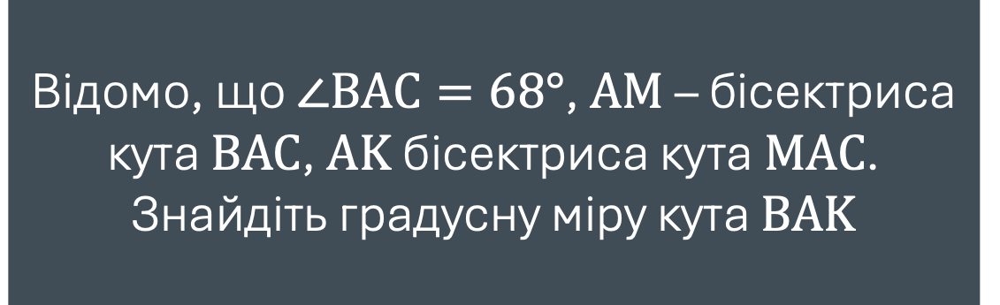 Відомо, що ∠BAC = 68°, AM – бісектриса
кута BAC, AK бісектриса кута MAC.
Знайдіть градусну міру кута BAK